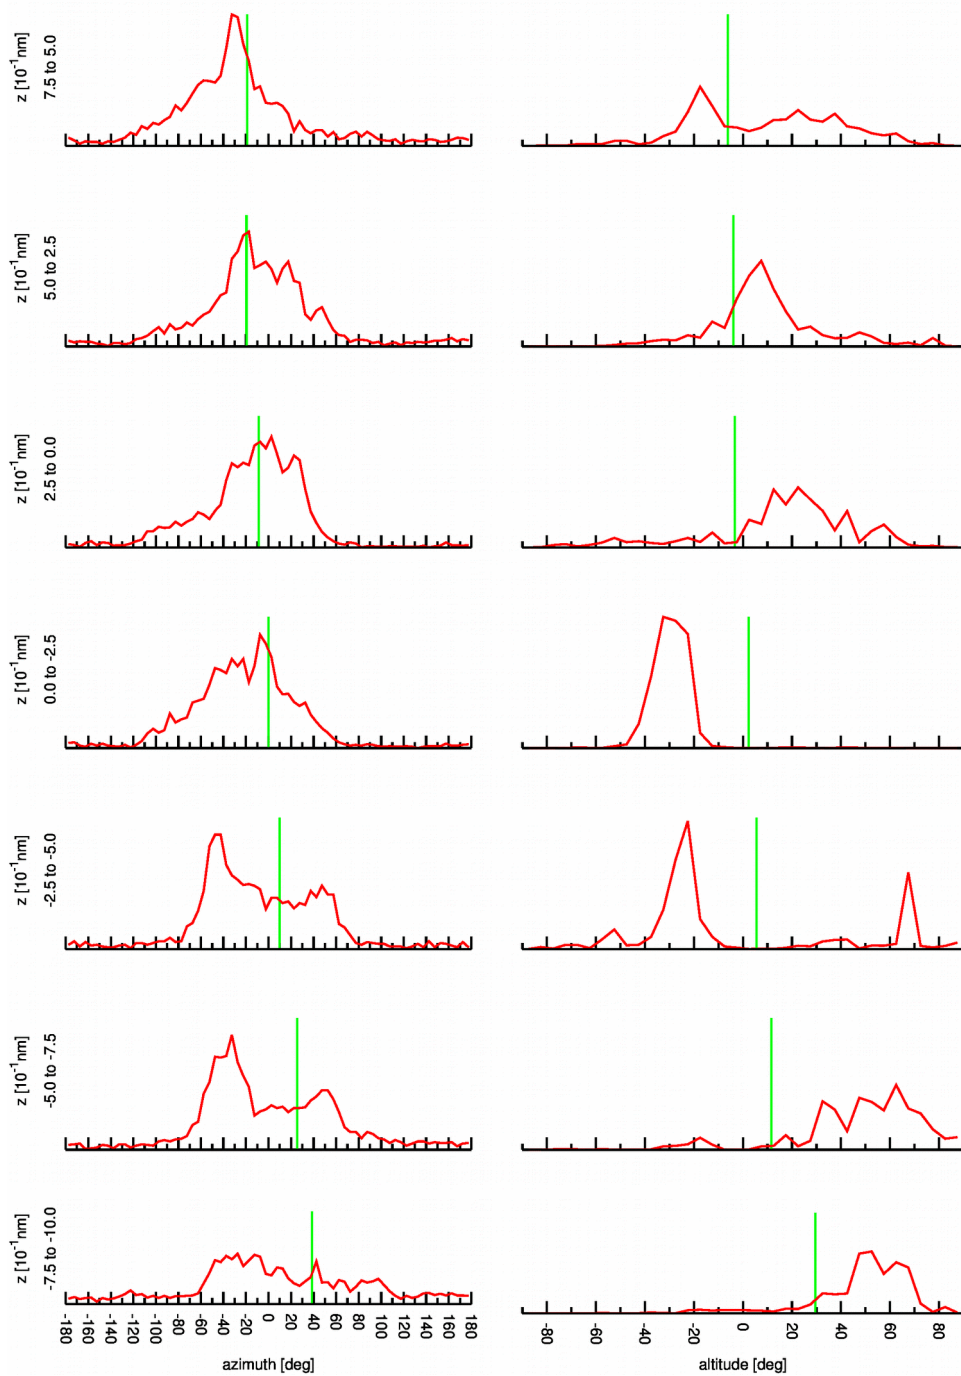 z [10⁻¹nm]
7.5 to 5.0
z [10⁻¹nm]
5.0 to 2.5
z [10⁻¹nm]
2.5 to 0.0
z [10⁻¹nm]
0.0 to -2.5
z [10⁻¹nm]
-2.5 to -5.0
z [10⁻¹nm]
-5.0 to -7.5
z [10⁻¹nm]
-7.5 to -10.0
-180 -160 -140 -120 -100 -80 -60 -40 -20 0 20 40 60 80 100 120 140 160 180
azimuth [deg]
-80 -60 -40 -20 0 20 40 60 80
altitude [deg]